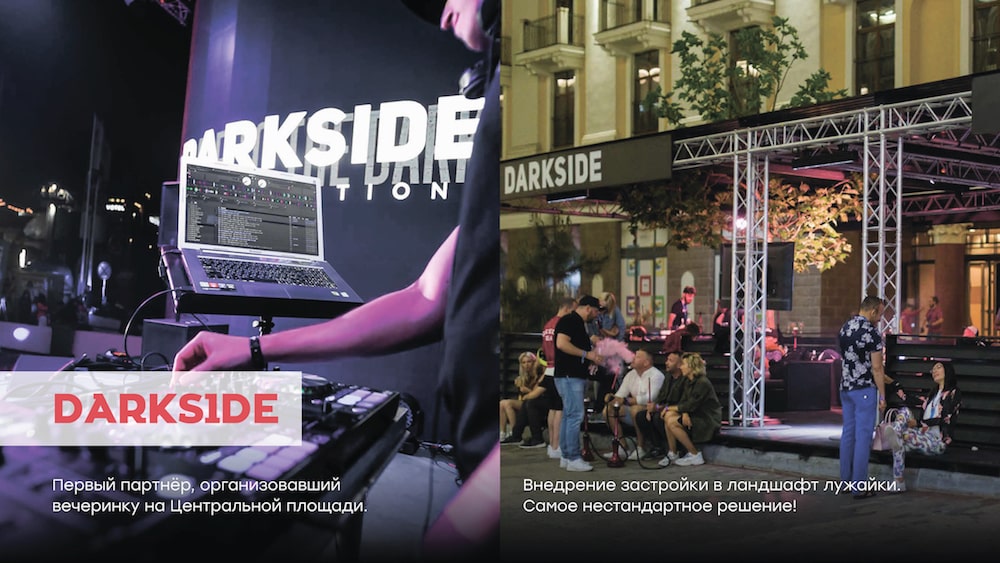 DARKSIDE
TION
DARKSIDE
DARKSIDE
Первый партнёр, организовавший
вечеринку на Центральной площади.
Внедрение застройки в ландшафт лужайки.
Самое нестандартное решение!